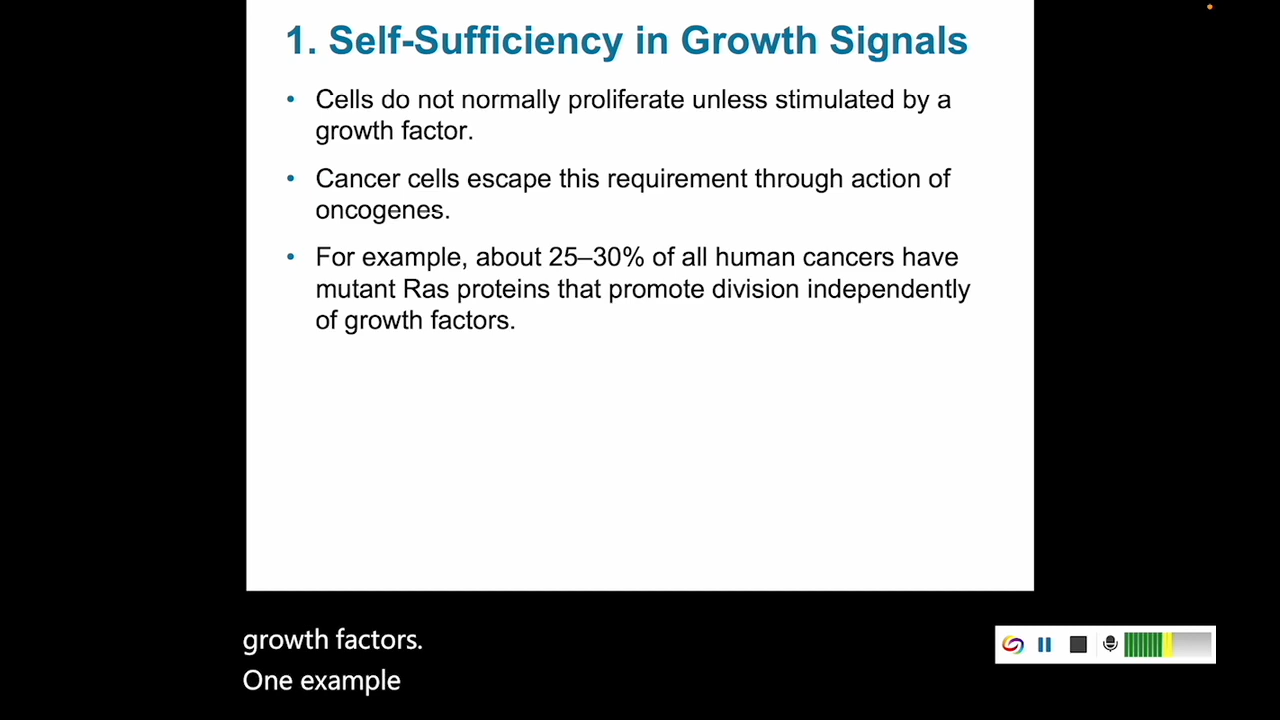 1. Self-Sufficiency in Growth Signals
• Cells do not normally proliferate unless stimulated by a
growth factor.
• Cancer cells escape this requirement through action of
oncogenes.
• For example, about 25–30% of all human cancers have
mutant Ras proteins that promote division independently
of growth factors.
growth factors.
One example